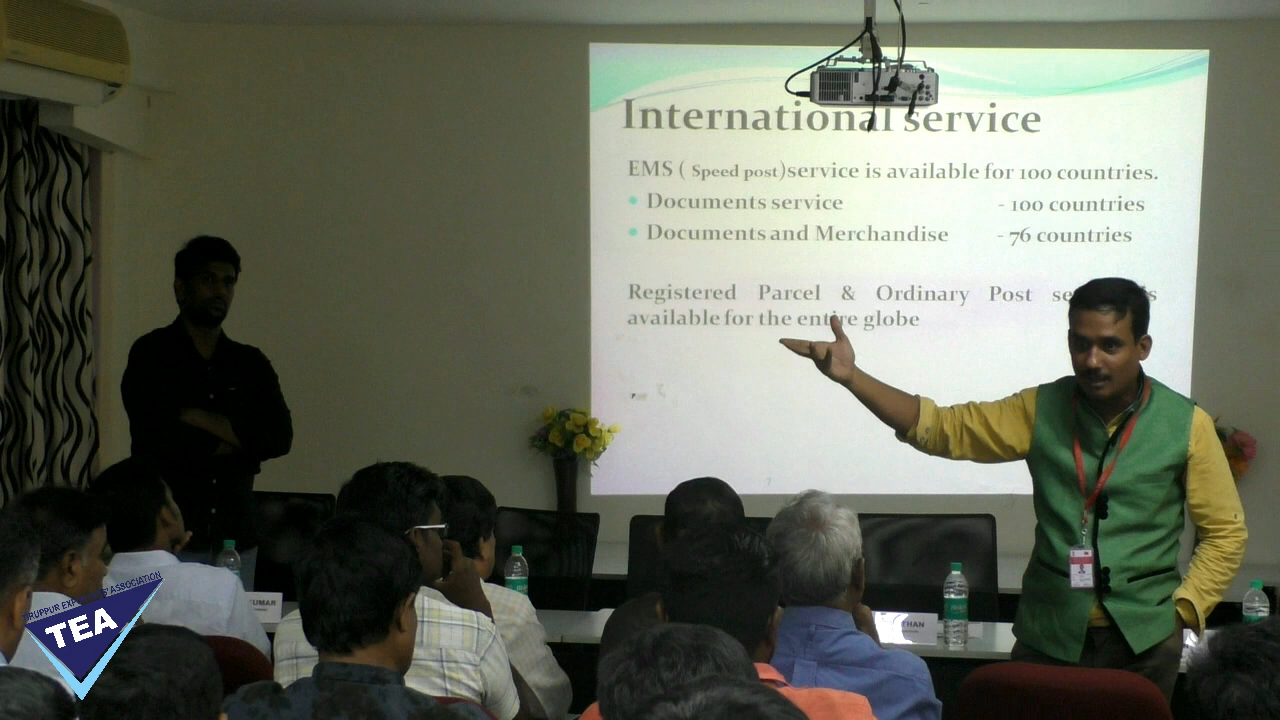 International service
EMS ( Speed post)service is available for 100 countries.
Documents service - 100 countries
Documents and Merchandise - 76 countries
Registered Parcel & Ordinary Post
available for the entire globe
TEA